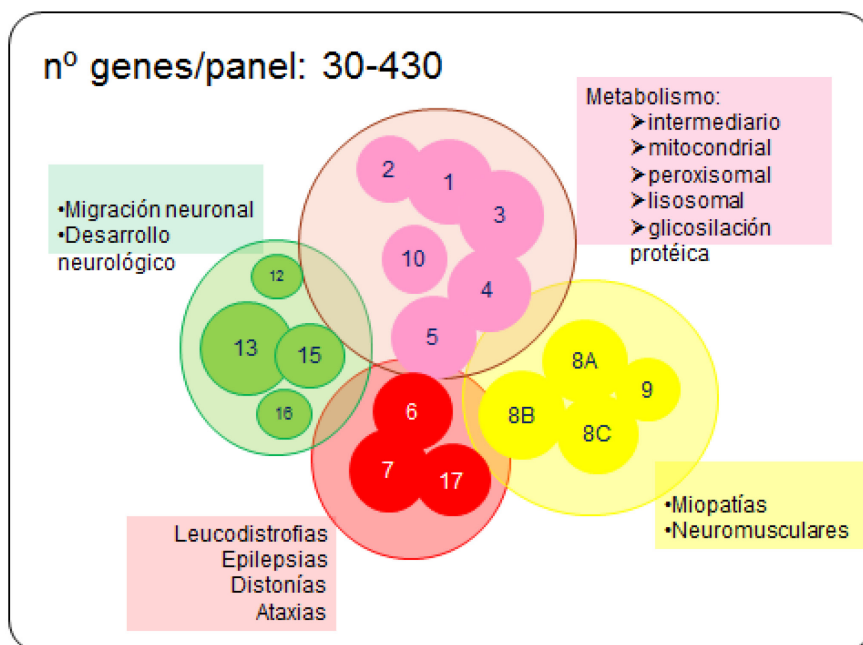 nº genes/panel: 30-430
Metabolismo:
➤intermediario
➤mitocondrial
➤peroxisomal
➤lisosomal
➤glicosilación
protéica
•Migración neuronal
•Desarrollo
neurológico
2
1
3
10
4
5
12
13
15
16
6
7
17
8A
9
8B
8C
Leucodistrofias
Epilepsias
Distonías
Ataxias
•Miopatías
•Neuromusculares